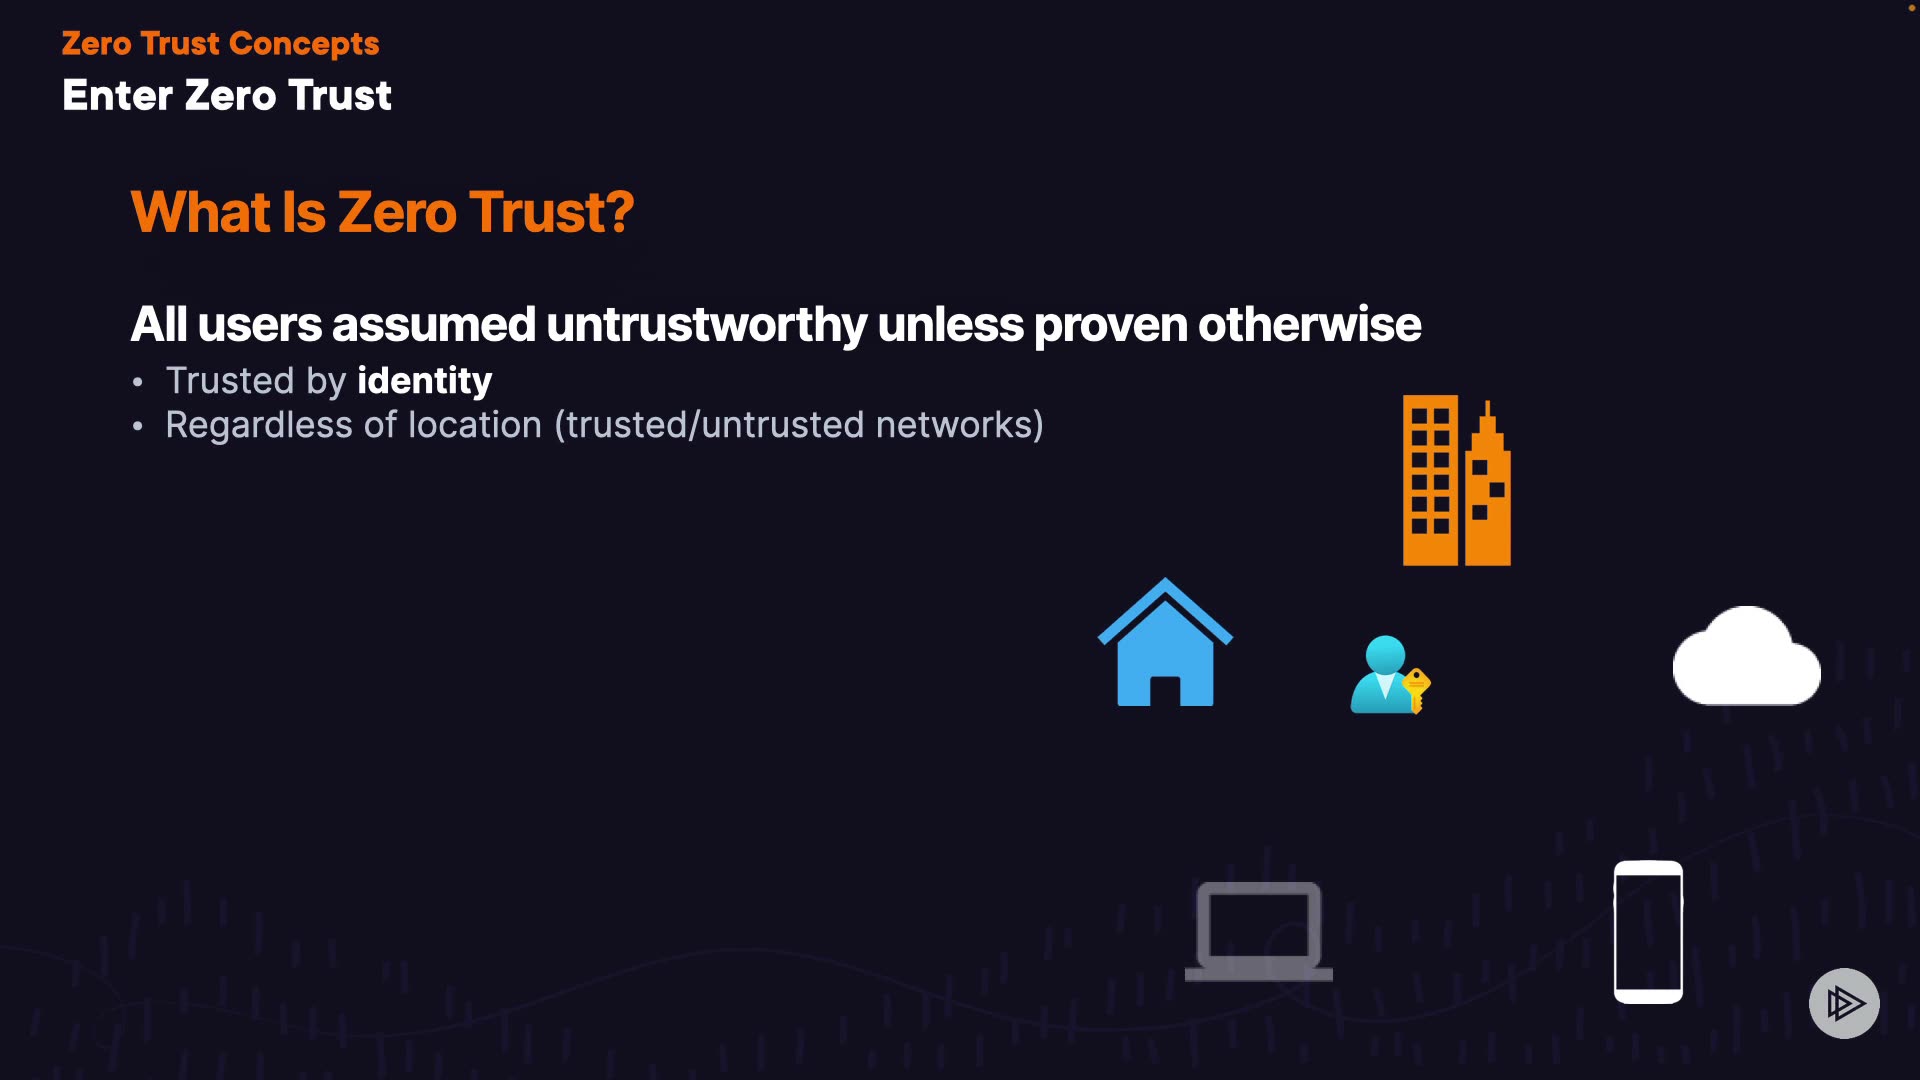 Zero Trust Concepts
Enter Zero Trust
What Is Zero Trust?
All users assumed untrustworthy unless proven otherwise
• Trusted by identity
• Regardless of location (trusted/untrusted networks)